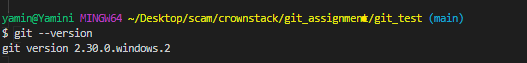 yamin@Yamini MINGW64 ~/Desktop/scam/crownstack/git_assignment/git_test (main)
$ git --version
git version 2.30.0.windows.2